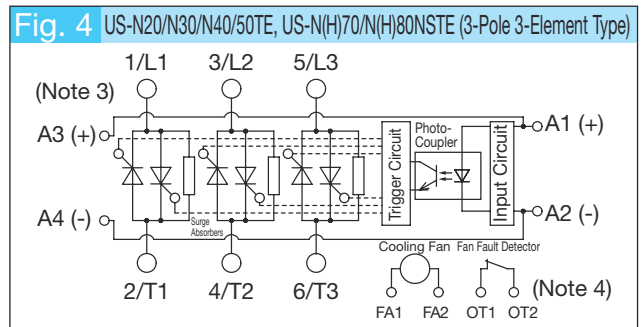 Fig. 4 US-N20/N30/N40/50TE, US-N(H)70/N(H)80NSTE (3-Pole 3-Element Type)
1/L1 3/L2 5/L3
(Note 3)
A3 (+)
A1 (+)
Photo-
Coupler
Trigger Circuit
Input Circuit
A4 (-)
A2 (-)
Surge
Absorbers
Cooling Fan Fan Fault Detector
2/T1 4/T2 6/T3
(Note 4)
FA1 FA2 OT1 OT2